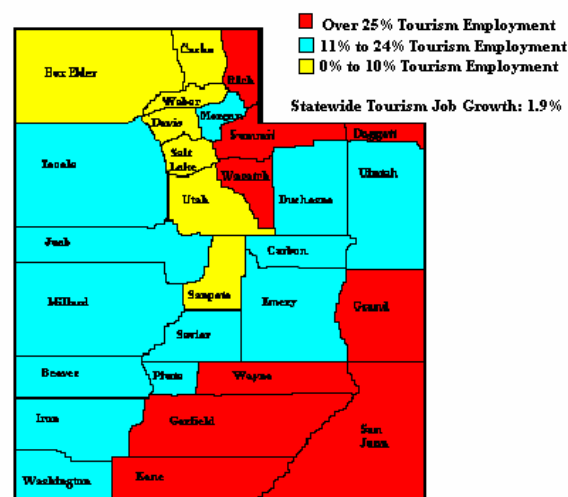 Over 25% Tourism Employment
11% to 24% Tourism Employment
0% to 10% Tourism Employment
Statewide Tourism Job Growth: 1.9%
Cache
Box Elder
Rich
Weber
Morgan
Davis
Summit
Daggett
Salt
Lake
Tooele
Wasatch
Uintah
Utah
Duchesne
Juab
Carbon
Sanpete
Millard
Emery
Grand
Sevier
Beaver
Piute
Wayne
Iron
Garfield
San
Juan
Washington
Kane